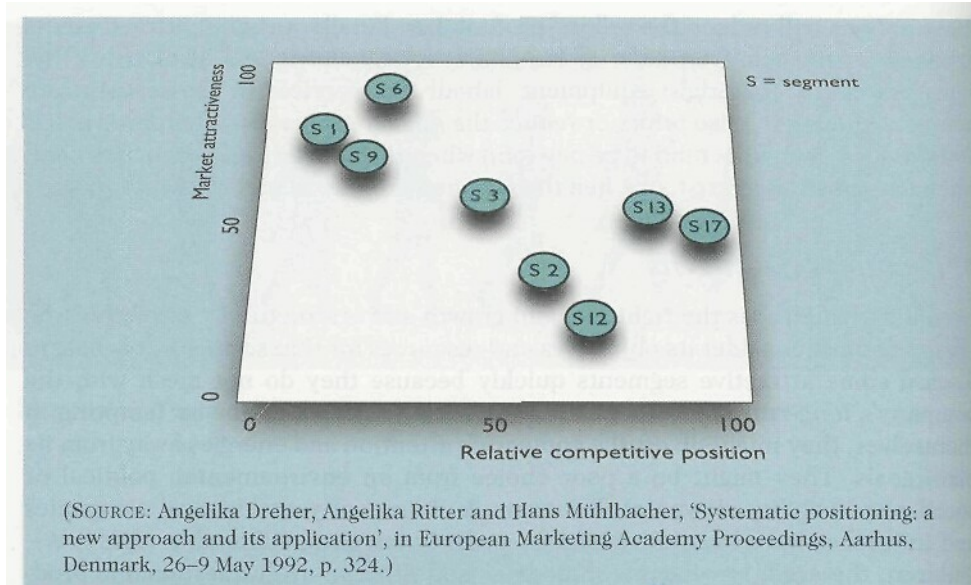 100
S = segment
S 6
Market attractiveness
S 1
S 9
S 3
S 13
50
S 17
S 2
S 12
0
0 50 100
Relative competitive position
(SOURCE: Angelika Dreher, Angelika Ritter and Hans Mühlbacher, 'Systematic positioning: a
new approach and its application', in European Marketing Academy Proceedings, Aarhus,
Denmark, 26–9 May 1992, p. 324.)